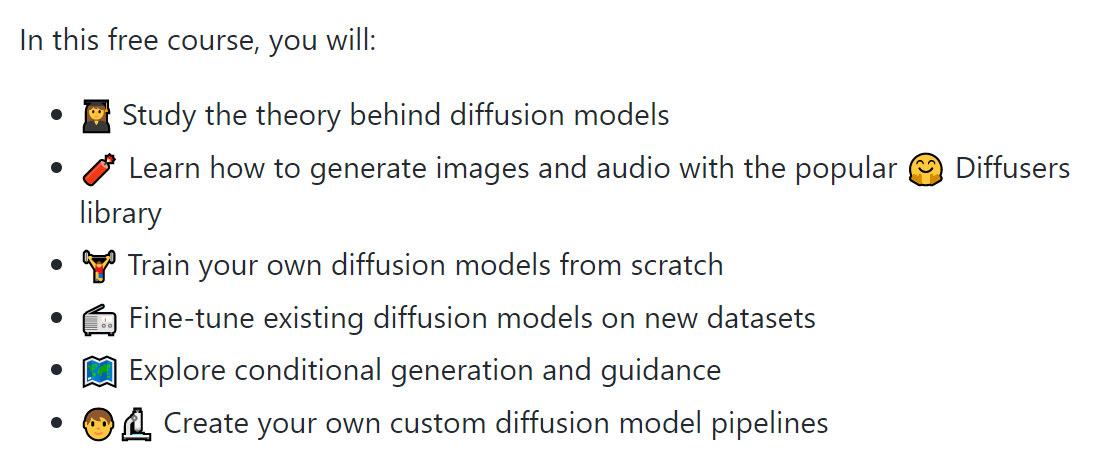 In this free course, you will:
• 👩‍🎓 Study the theory behind diffusion models
• 🧨 Learn how to generate images and audio with the popular 🤗 Diffusers
library
• 🏋️‍♂️ Train your own diffusion models from scratch
• 📻 Fine-tune existing diffusion models on new datasets
• 🗺 Explore conditional generation and guidance
• 🧑🔬 Create your own custom diffusion model pipelines